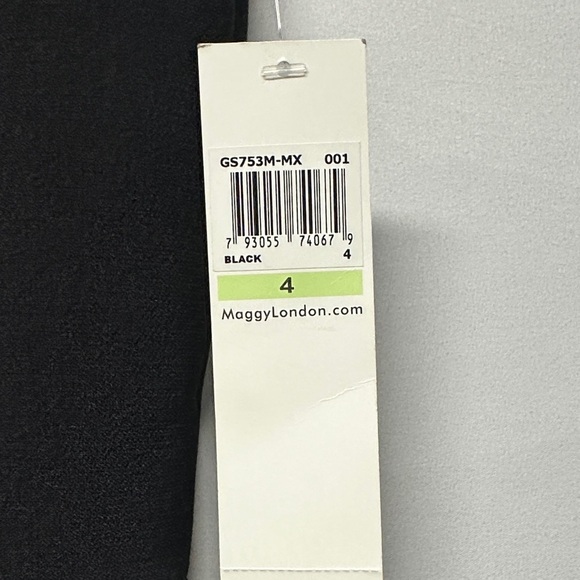 GS753M-MX 001
7 93055 74067 9
BLACK 4
4
MaggyLondon.com